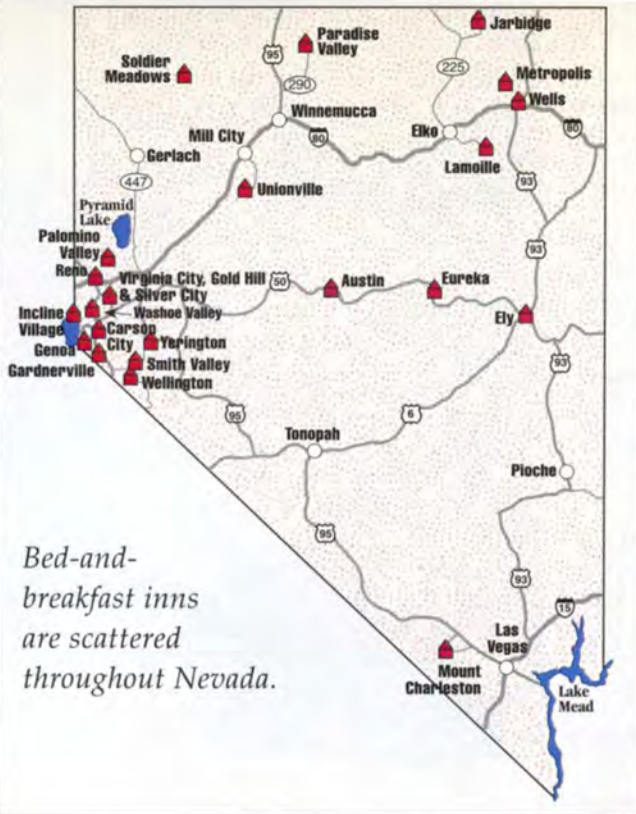 Jarbidge
Paradise
Valley
95
Soldier
Meadows
290
225
Metropolis
Wells
Winnemucca
Mill City
80
Elko
80
Gerlach
Lamoille
447
Unionville
93
Pyramid
Lake
Palomino
Valley
93
Reno
Virginia City, Gold Hill
& Silver City
50
Austin
Eureka
Incline
Village
Washoe Valley
Carson
City
Ely
Genoa
Yerington
Gardnerville
Smith Valley
Wellington
93
95
6
Tonopah
Pioche
95
93
15
Bed-and-
breakfast inns
are scattered
throughout Nevada.
Las
Vegas
Mount
Charleston
Lake
Mead